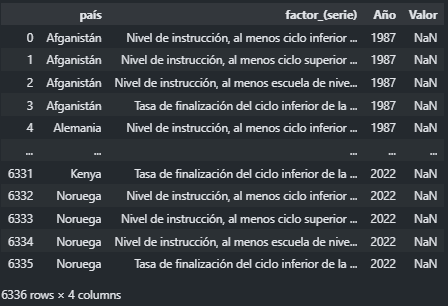 país factor_(serie) Año Valor
0 Afganistán Nivel de instrucción, al menos ciclo inferior ... 1987 NaN
1 Afganistán Nivel de instrucción, al menos ciclo superior ... 1987 NaN
2 Afganistán Nivel de instrucción, al menos escuela de nive... 1987 NaN
3 Afganistán Tasa de finalización del ciclo inferior de la ... 1987 NaN
4 Alemania Nivel de instrucción, al menos ciclo inferior ... 1987 NaN
... ... ... ... ...
6331 Kenya Tasa de finalización del ciclo inferior de la ... 2022 NaN
6332 Noruega Nivel de instrucción, al menos ciclo inferior ... 2022 NaN
6333 Noruega Nivel de instrucción, al menos ciclo superior ... 2022 NaN
6334 Noruega Nivel de instrucción, al menos escuela de nive... 2022 NaN
6335 Noruega Tasa de finalización del ciclo inferior de la ... 2022 NaN
6336 rows × 4 columns